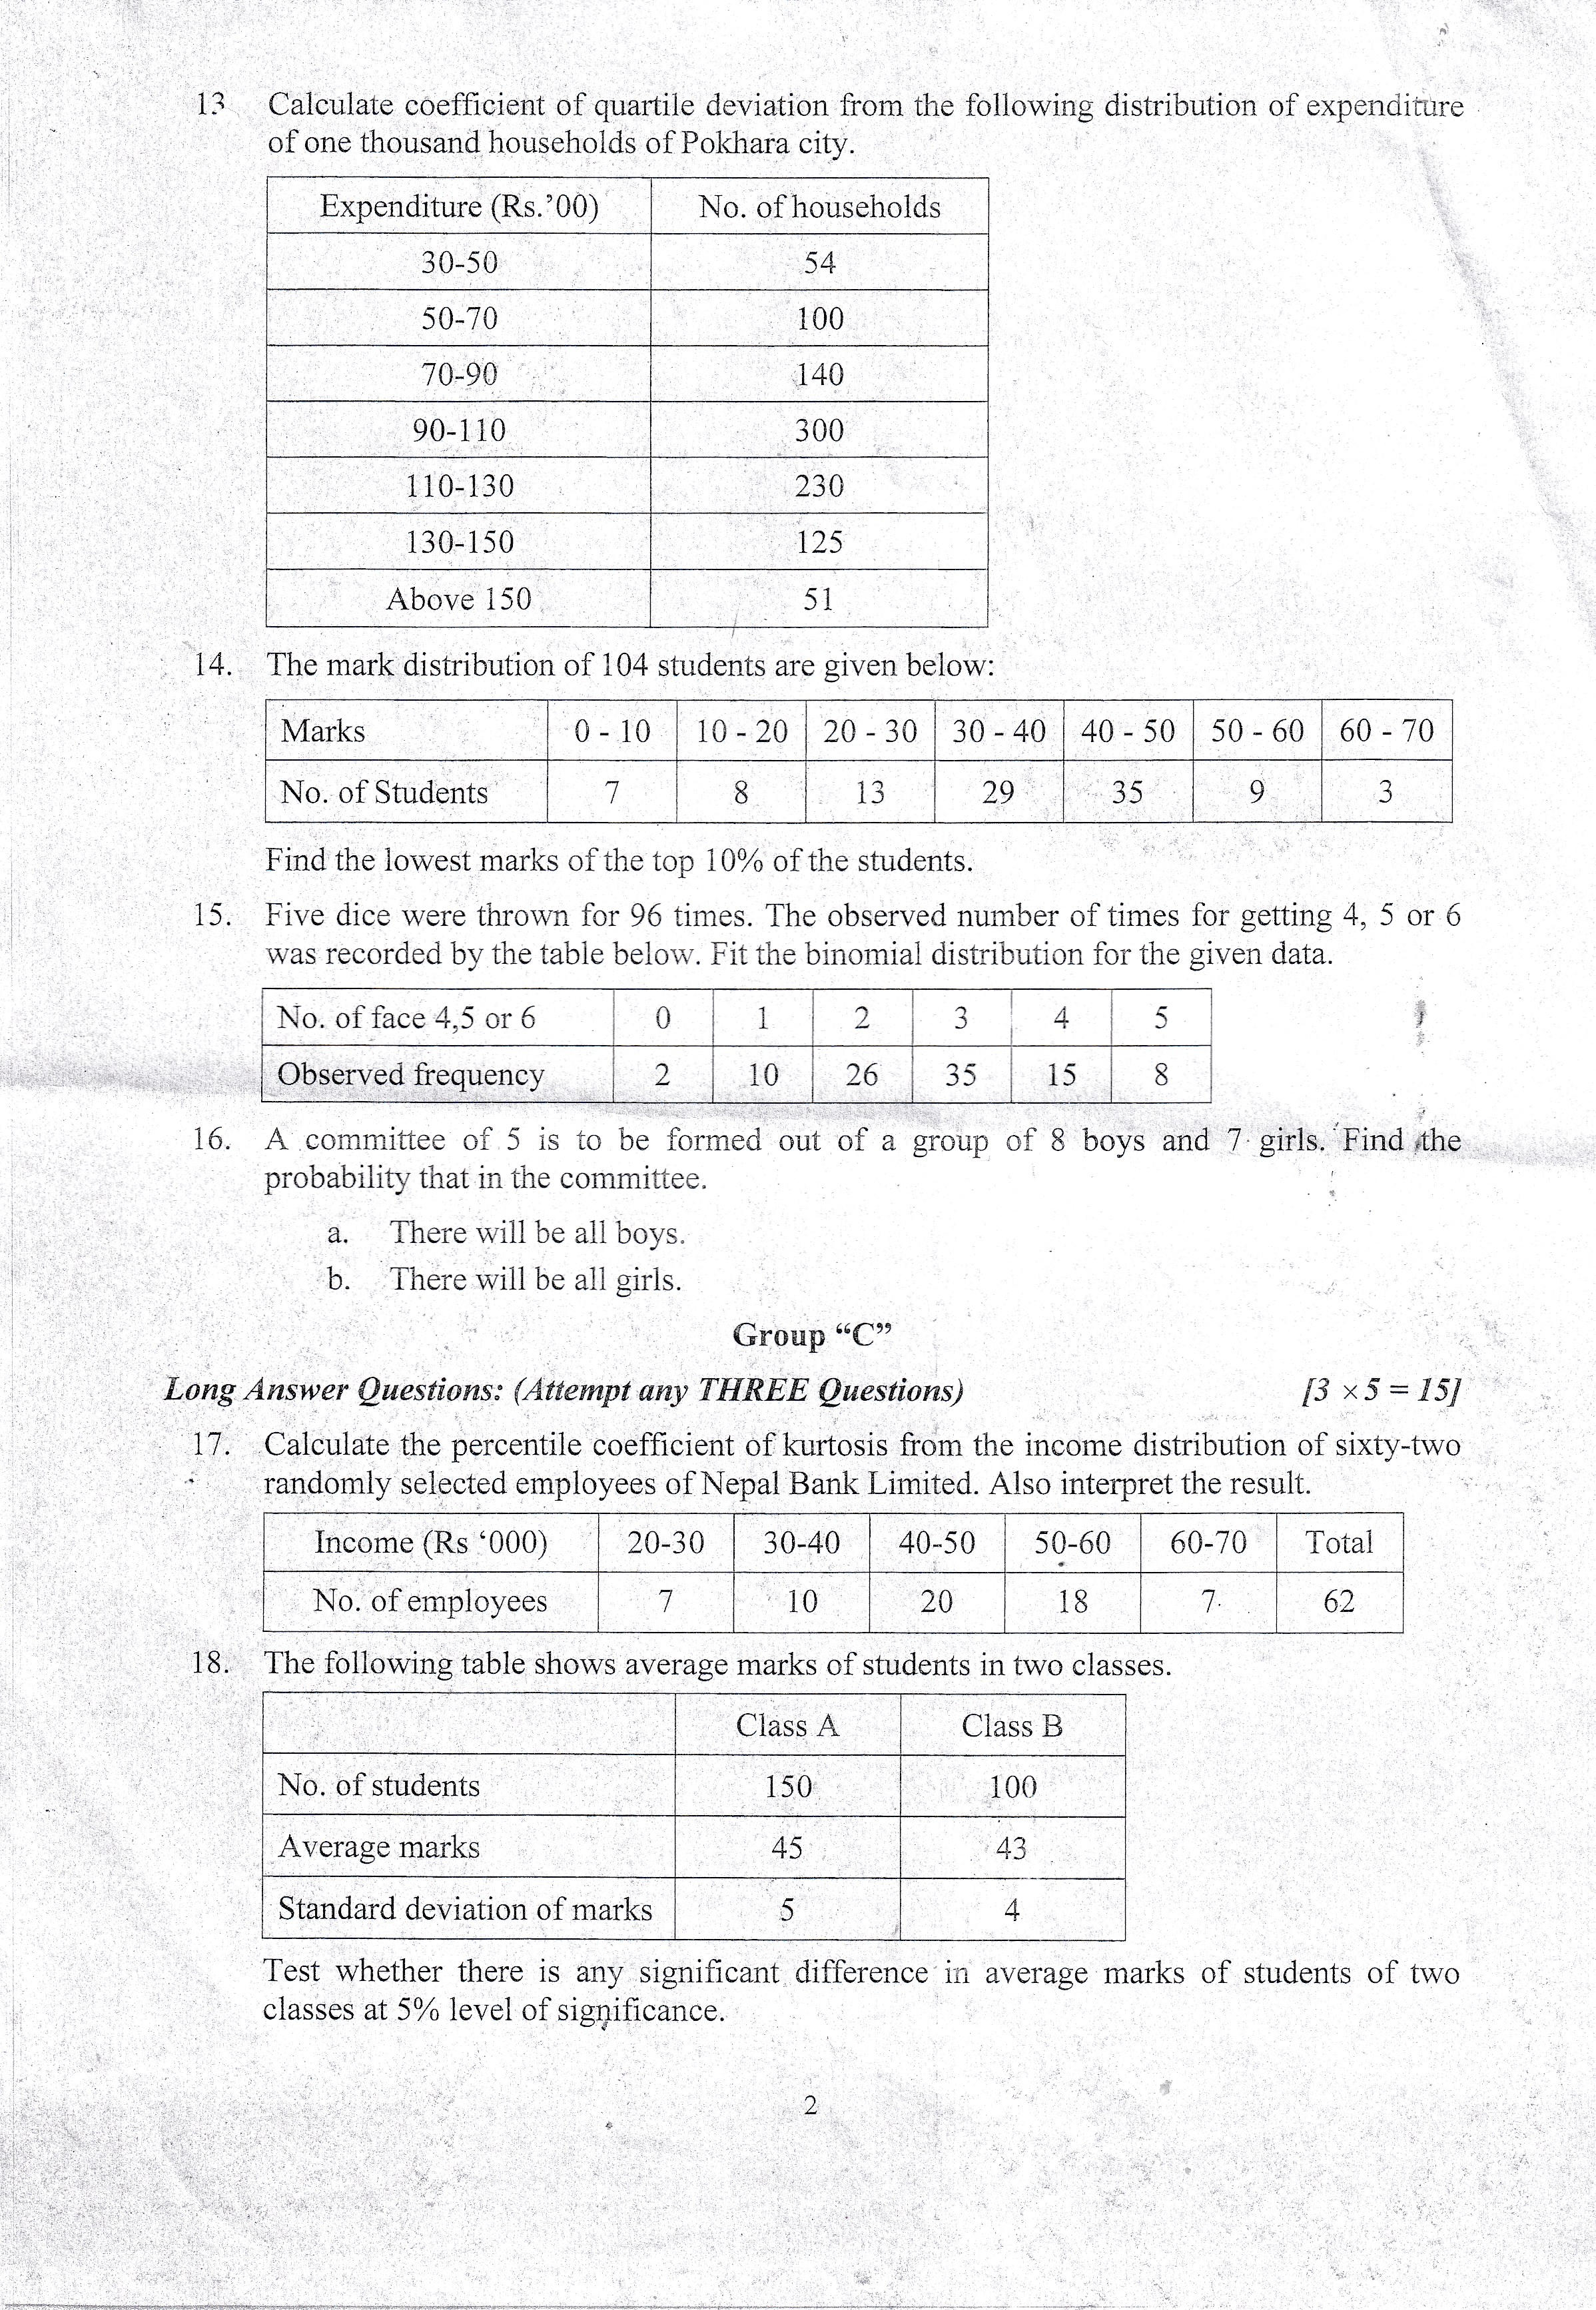 13 Calculate coefficient of quartile deviation from the following distribution of expenditure
of one thousand households of Pokhara city.
Expenditure (Rs.’00) No. of households
30-50 54
50-70 100
70-90 140
90-110 300
110-130 230
130-150 125
Above 150 51
14. The mark distribution of 104 students are given below:
Marks 0 - 10 10 - 20 20 - 30 30 - 40 40 - 50 50 - 60 60 - 70
No. of Students 7 8 13 29 35 9 3
Find the lowest marks of the top 10% of the students.
15. Five dice were thrown for 96 times. The observed number of times for getting 4, 5 or 6
was recorded by the table below. Fit the binomial distribution for the given data.
No. of face 4,5 or 6 0 1 2 3 4 5
Observed frequency 2 10 26 35 15 8
16. A committee of 5 is to be formed out of a group of 8 boys and 7 girls. Find the
probability that in the committee.
a. There will be all boys.
b. There will be all girls.
Group “C”
Long Answer Questions: (Attempt any THREE Questions) [3 × 5 = 15]
17. Calculate the percentile coefficient of kurtosis from the income distribution of sixty-two
randomly selected employees of Nepal Bank Limited. Also interpret the result.
Income (Rs ‘000) 20-30 30-40 40-50 50-60 60-70 Total
No. of employees 7 10 20 18 7 62
18. The following table shows average marks of students in two classes.
Class A Class B
No. of students 150 100
Average marks 45 43
Standard deviation of marks 5 4
Test whether there is any significant difference in average marks of students of two
classes at 5% level of significance.
2